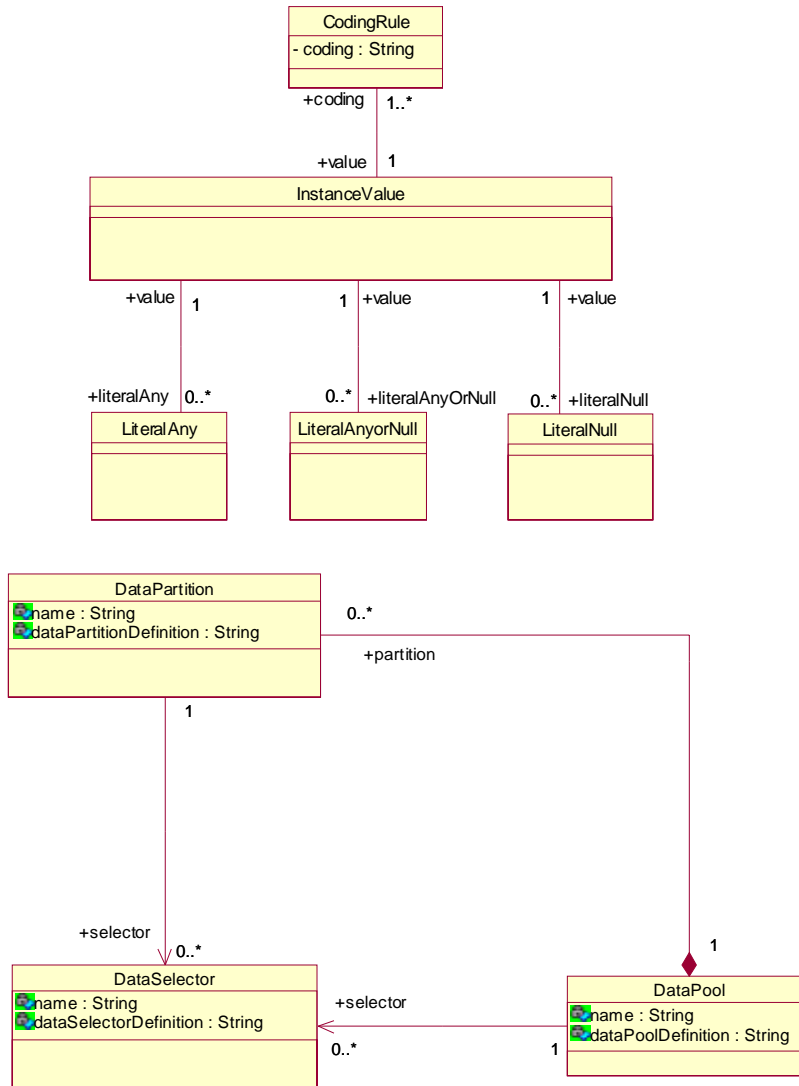 CodingRule
- coding : String
+coding 1..*
+value 1
InstanceValue
+value 1 1 +value 1 +value
+literalAny 0..* 0..* +literalAnyOrNull 0..* +literalNull
LiteralAny LiteralAnyorNull LiteralNull
DataPartition
name : String
dataPartitionDefinition : String
0..*
+partition
1
+selector 0..*
1
DataSelector
name : String
dataSelectorDefinition : String
+selector
0..* 1
DataPool
name : String
dataPoolDefinition : String